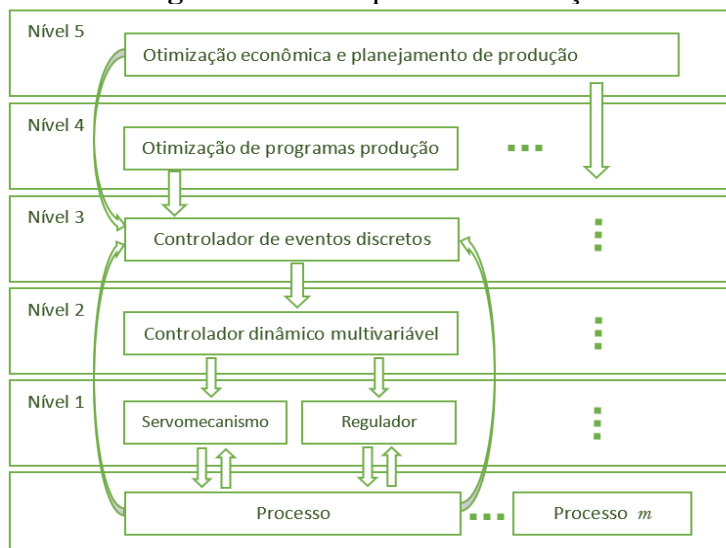 Nível 5
Otimização econômica e planejamento de produção
Nível 4
Otimização de programas produção
Nível 3
Controlador de eventos discretos
Nível 2
Controlador dinâmico multivariável
Nível 1
Servomecanismo
Regulador
Processo
Processo m